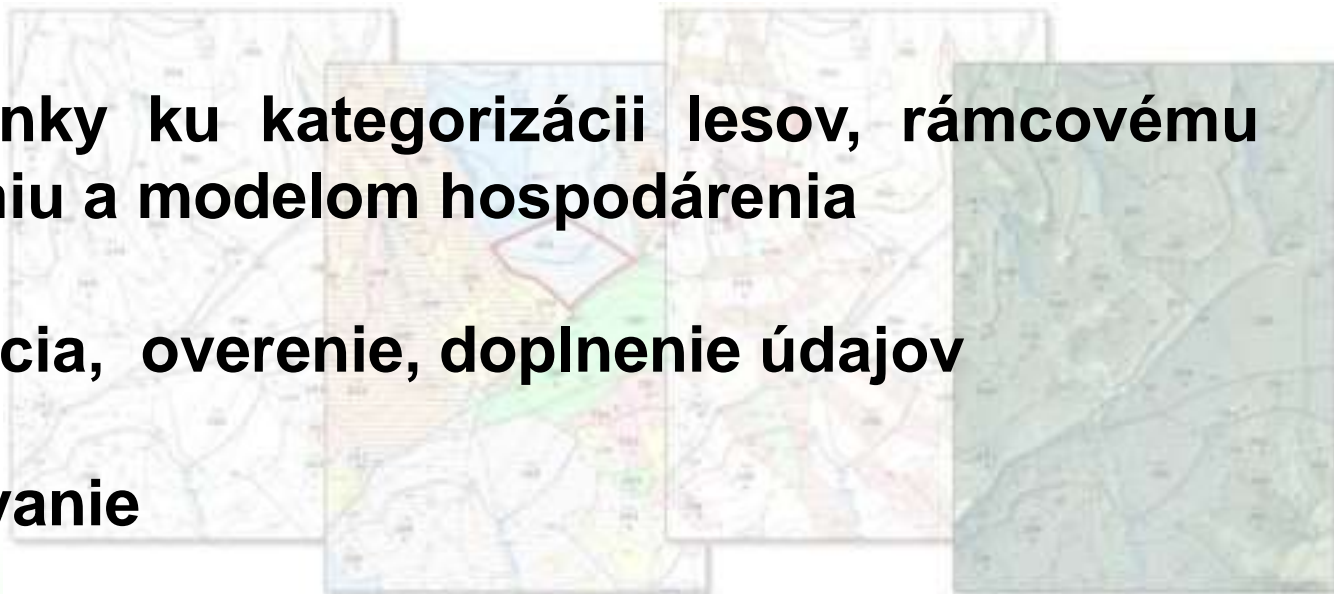 nky ku kategorizácii lesov, rámcovému
niu a modelom hospodárenia
cia, overenie, doplnenie údajov
vanie